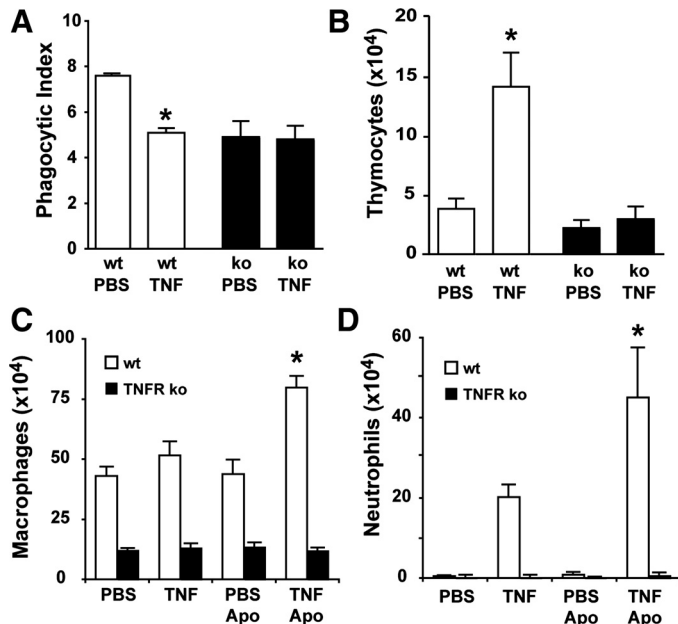 A
Phagocytic Index
8
6
4
2
0
*
wt wt ko ko
PBS TNF PBS TNF
B
Thymocytes (x10⁴)
20
15
10
5
0
*
wt wt ko ko
PBS TNF PBS TNF
C
Macrophages (x10⁴)
100
75
50
25
0
wt
TNFR ko
*
PBS TNF PBS TNF
Apo Apo
D
Neutrophils (x10⁴)
60
40
20
0
wt
TNFR ko
*
PBS TNF PBS TNF
Apo Apo